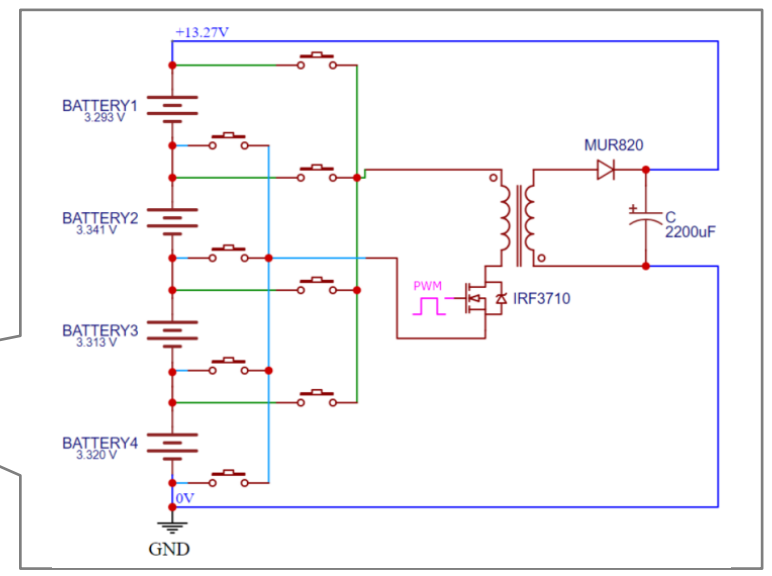 +13.27V
BATTERY1
3.293 V
MUR820
BATTERY2
3.341 V
+
C
2200uF
PWM
IRF3710
BATTERY3
3.313 V
BATTERY4
3.320 V
0V
GND